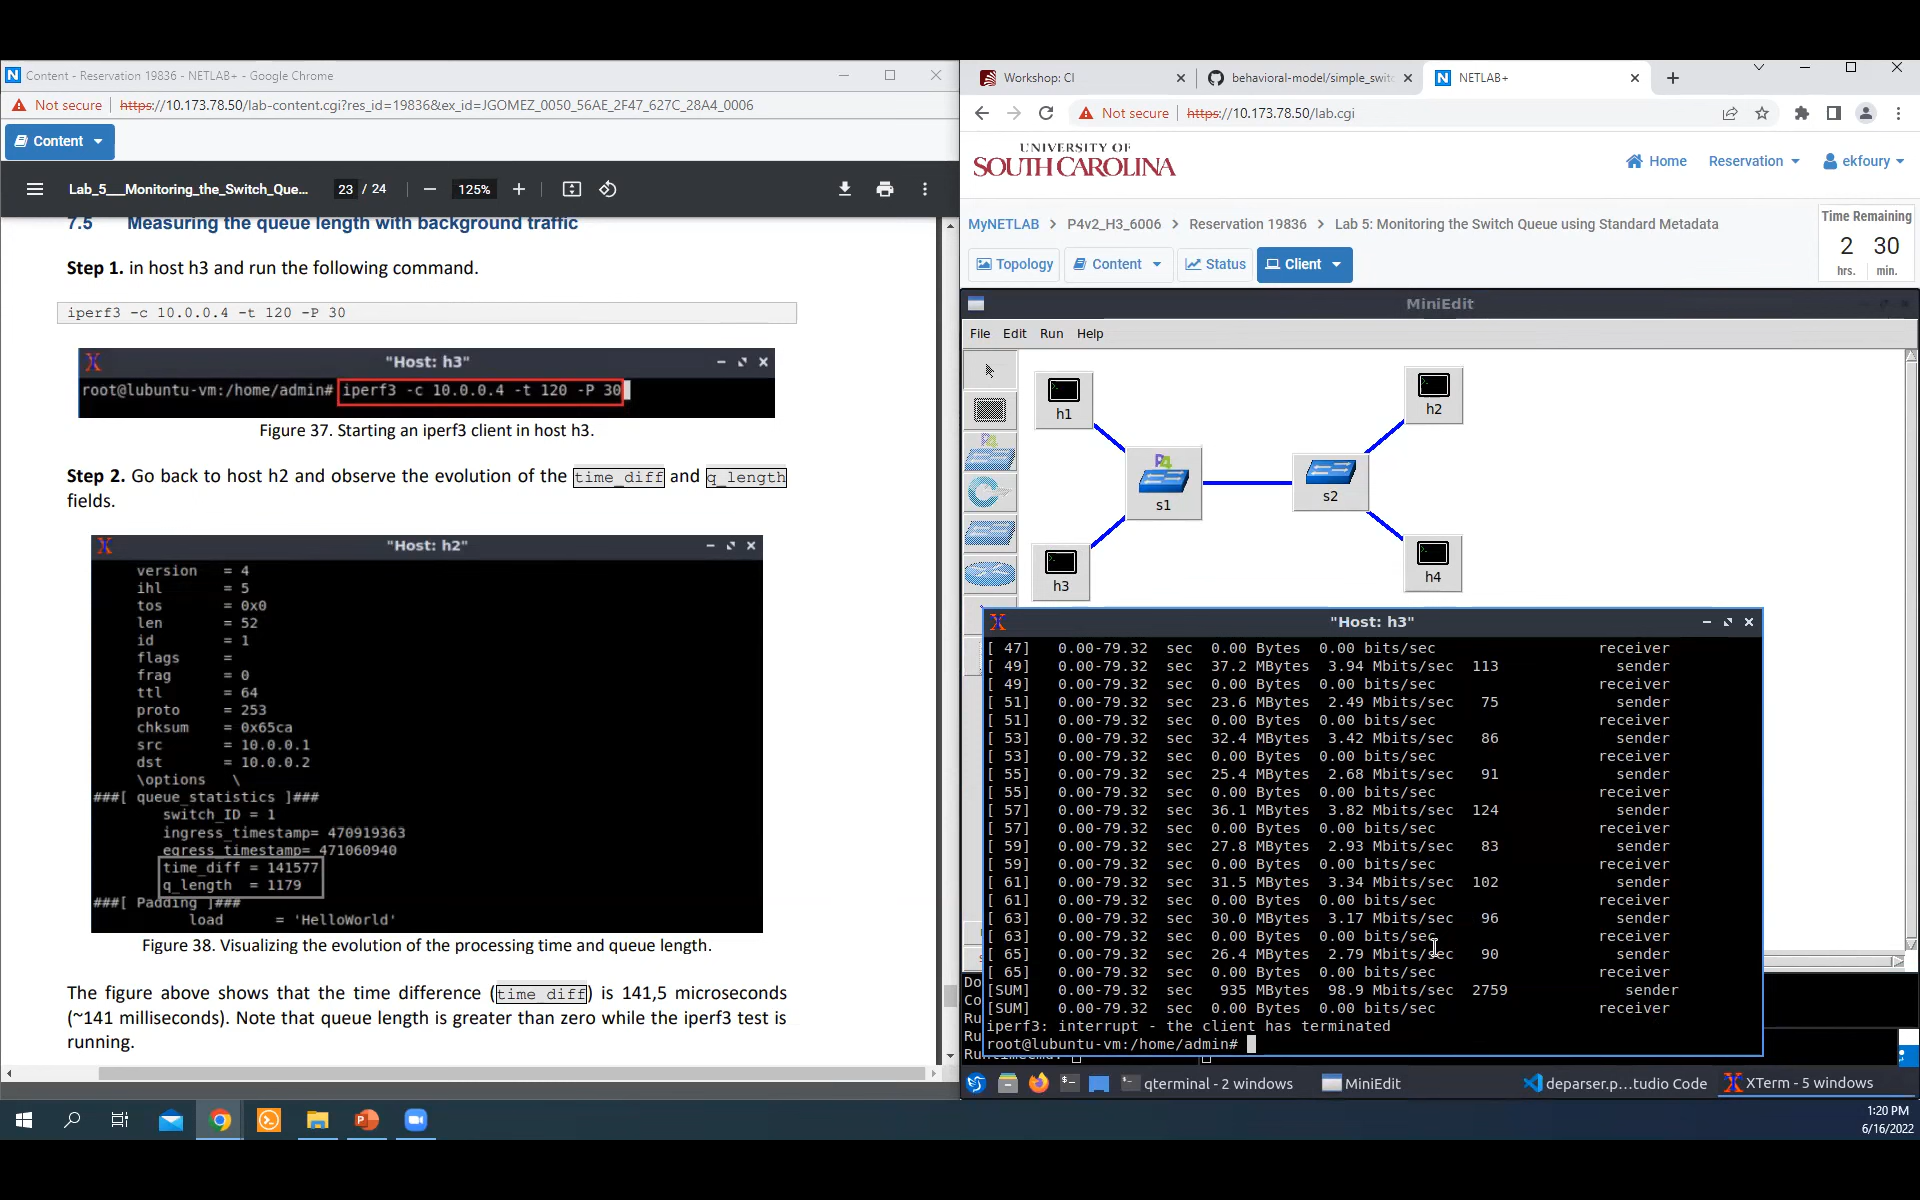 Content - Reservation 19836 - NETLAB+ - Google Chrome
Not secure | https://10.173.78.50/lab-content.cgi?res_id=19836&ex_id=JGOMEZ_0050_56AE_2F47_627C_28A4_0006
Content
Lab_5__Monitoring_the_Switch_Que... 23 / 24 − 125% +
7.5 Measuring the queue length with background traffic
Step 1. in host h3 and run the following command.
iperf3 -c 10.0.0.4 -t 120 -P 30
"Host: h3"
root@lubuntu-vm:/home/admin# iperf3 -c 10.0.0.4 -t 120 -P 30
Figure 37. Starting an iperf3 client in host h3.
Step 2. Go back to host h2 and observe the evolution of the time_diff and q_length
fields.
"Host: h2"
version = 4
ihl = 5
tos = 0x0
len = 52
id = 1
flags =
frag = 0
ttl = 64
proto = 253
chksum = 0x65ca
src = 10.0.0.1
dst = 10.0.0.2
\options \
###[ queue_statistics ]###
switch_ID = 1
ingress_timestamp= 470919363
egress_timestamp= 471060940
time_diff = 141577
q_length = 1179
###[ Padding ]###
load = 'HelloWorld'
Figure 38. Visualizing the evolution of the processing time and queue length.
The figure above shows that the time difference (time_diff) is 141,5 microseconds
(~141 milliseconds). Note that queue length is greater than zero while the iperf3 test is
running.
Workshop: CI
behavioral-model/simple_switc
NETLAB+
Not secure | https://10.173.78.50/lab.cgi
UNIVERSITY OF
SOUTH CAROLINA
Home Reservation ekfoury
MyNETLAB > P4v2_H3_6006 > Reservation 19836 > Lab 5: Monitoring the Switch Queue using Standard Metadata
Time Remaining
2 30
hrs. min.
Topology Content Status Client
MiniEdit
File Edit Run Help
h1
h2
P4
s1
s2
h3
h4
P4
"Host: h3"
[ 47] 0.00-79.32 sec 0.00 Bytes 0.00 bits/sec receiver
[ 49] 0.00-79.32 sec 37.2 MBytes 3.94 Mbits/sec 113 sender
[ 49] 0.00-79.32 sec 0.00 Bytes 0.00 bits/sec receiver
[ 51] 0.00-79.32 sec 23.6 MBytes 2.49 Mbits/sec 75 sender
[ 51] 0.00-79.32 sec 0.00 Bytes 0.00 bits/sec receiver
[ 53] 0.00-79.32 sec 32.4 MBytes 3.42 Mbits/sec 86 sender
[ 53] 0.00-79.32 sec 0.00 Bytes 0.00 bits/sec receiver
[ 55] 0.00-79.32 sec 25.4 MBytes 2.68 Mbits/sec 91 sender
[ 55] 0.00-79.32 sec 0.00 Bytes 0.00 bits/sec receiver
[ 57] 0.00-79.32 sec 36.1 MBytes 3.82 Mbits/sec 124 sender
[ 57] 0.00-79.32 sec 0.00 Bytes 0.00 bits/sec receiver
[ 59] 0.00-79.32 sec 27.8 MBytes 2.93 Mbits/sec 83 sender
[ 59] 0.00-79.32 sec 0.00 Bytes 0.00 bits/sec receiver
[ 61] 0.00-79.32 sec 31.5 MBytes 3.34 Mbits/sec 102 sender
[ 61] 0.00-79.32 sec 0.00 Bytes 0.00 bits/sec receiver
[ 63] 0.00-79.32 sec 30.0 MBytes 3.17 Mbits/sec 96 sender
[ 63] 0.00-79.32 sec 0.00 Bytes 0.00 bits/sec receiver
[ 65] 0.00-79.32 sec 26.4 MBytes 2.79 Mbits/sec 90 sender
[ 65] 0.00-79.32 sec 0.00 Bytes 0.00 bits/sec receiver
[SUM] 0.00-79.32 sec 935 MBytes 98.9 Mbits/sec 2759 sender
[SUM] 0.00-79.32 sec 0.00 Bytes 0.00 bits/sec receiver
iperf3: interrupt - the client has terminated
root@lubuntu-vm:/home/admin#
Do
Co
Ru
Ru
qterminal - 2 windows
MiniEdit
deparser.p...tudio Code
XTerm - 5 windows
1:20 PM
6/16/2022